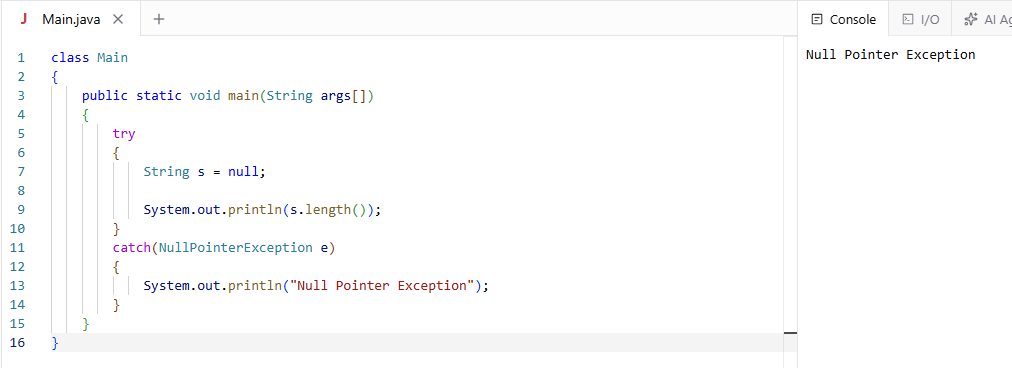 J Main.java × +
Console I/O AI Ag
1 class Main
2 {
3 public static void main(String args[])
4 {
5 try
6 {
7 String s = null;
8
9 System.out.println(s.length());
10 }
11 catch(NullPointerException e)
12 {
13 System.out.println("Null Pointer Exception");
14 }
15 }
16 }
Null Pointer Exception